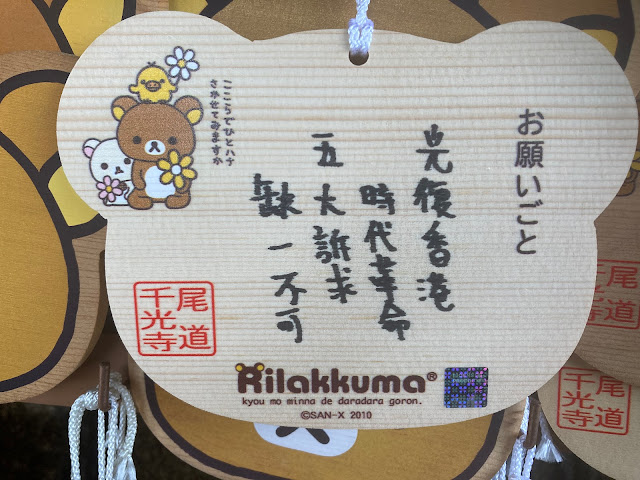 お願いごと
光復香港
時代革命
五大訴求
缺一不可
ここらでひとハナ
さかせてみますか
尾道
千光寺
Rilakkuma®
kyou mo minna de daradara goron.
©SAN-X 2010
尾道
千光寺
尾道
千光寺